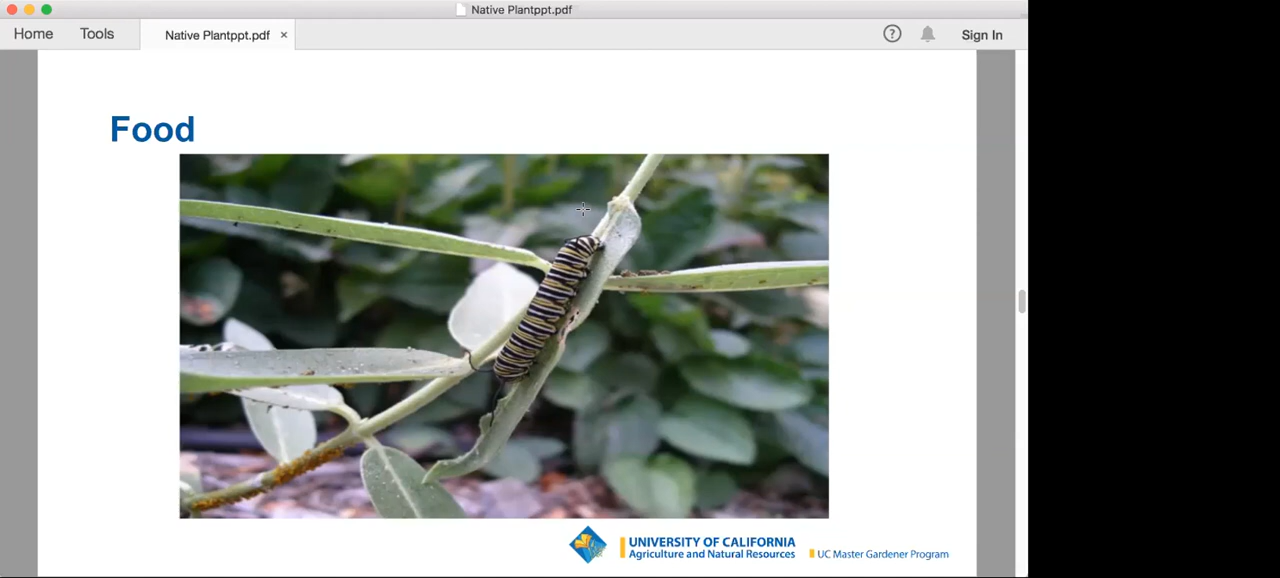 Native Plantppt.pdf
Home
Tools
Native Plantppt.pdf ×
?
Sign In
Food
UNIVERSITY OF CALIFORNIA
Agriculture and Natural Resources
UC Master Gardener Program